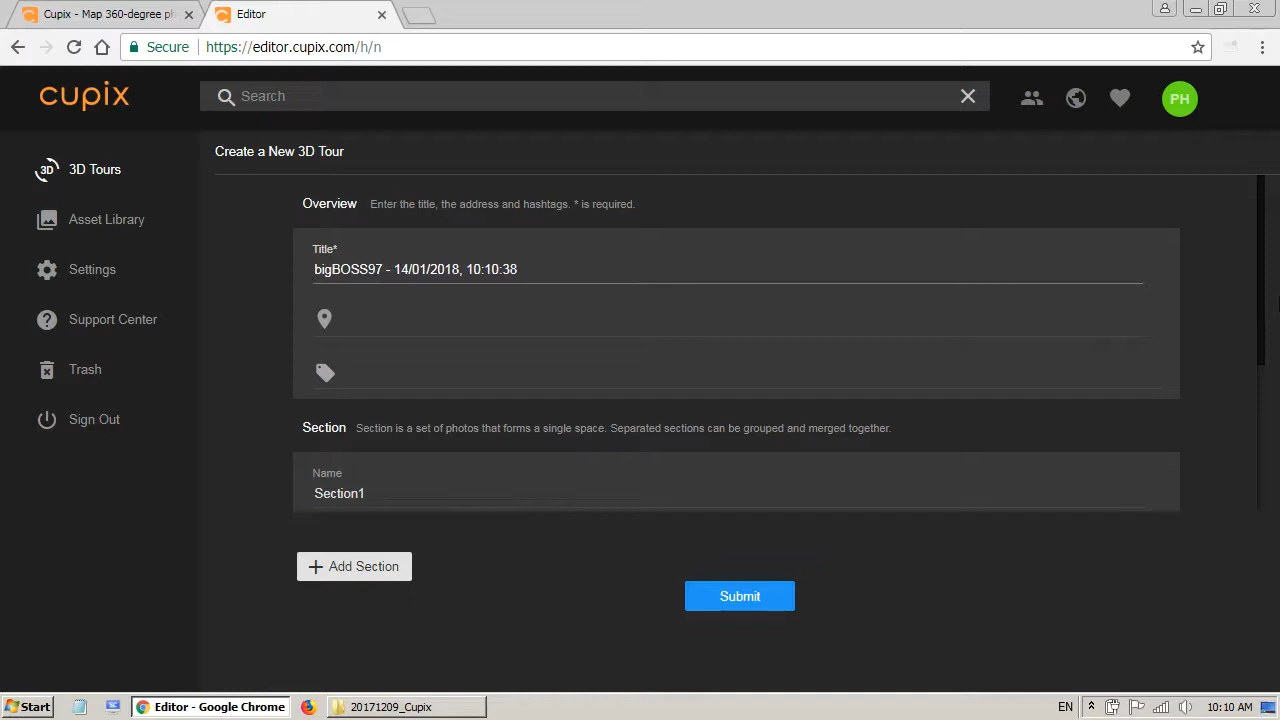 Cupix - Map 360-degree ph
Editor
Secure
https://editor.cupix.com/h/n
cupix
Search
PH
3D
3D Tours
Asset Library
Settings
Support Center
Trash
Sign Out
Create a New 3D Tour
Overview Enter the title, the address and hashtags. * is required.
Title*
bigBOSS97 - 14/01/2018, 10:10:38
Section Section is a set of photos that forms a single space. Separated sections can be grouped and merged together.
Name
Section1
+ Add Section
Submit
Start
SC
Editor - Google Chrome
20171209_Cupix
EN
10:10 AM